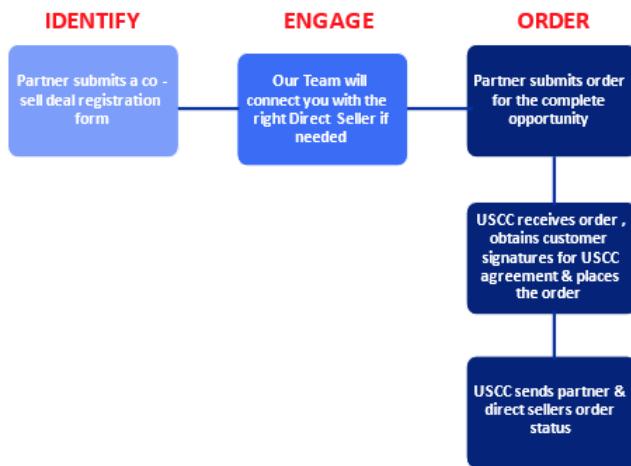 IDENTIFY
ENGAGE
ORDER
Partner submits a co -
sell deal registration
form
Our Team will
connect you with the
right Direct Seller if
needed
Partner submits order
for the complete
opportunity
USCC receives order ,
obtains customer
signatures for USCC
agreement & places
the order
USCC sends partner &
direct sellers order
status